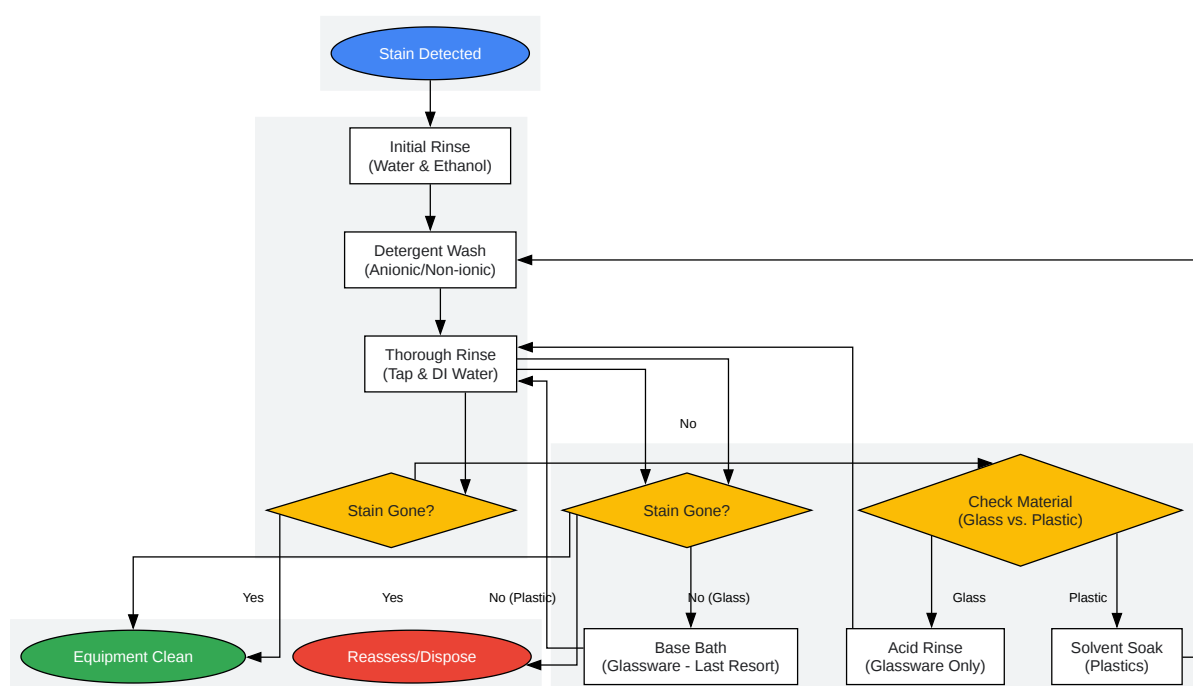 Stain Detected
Initial Rinse
(Water & Ethanol)
Detergent Wash
(Anionic/Non-ionic)
Thorough Rinse
(Tap & DI Water)
No
Stain Gone?
Stain Gone?
Check Material
(Glass vs. Plastic)
Yes
Yes
No (Plastic)
No (Glass)
Glass
Plastic
Equipment Clean
Reassess/Dispose
Base Bath
(Glassware - Last Resort)
Acid Rinse
(Glassware Only)
Solvent Soak
(Plastics)